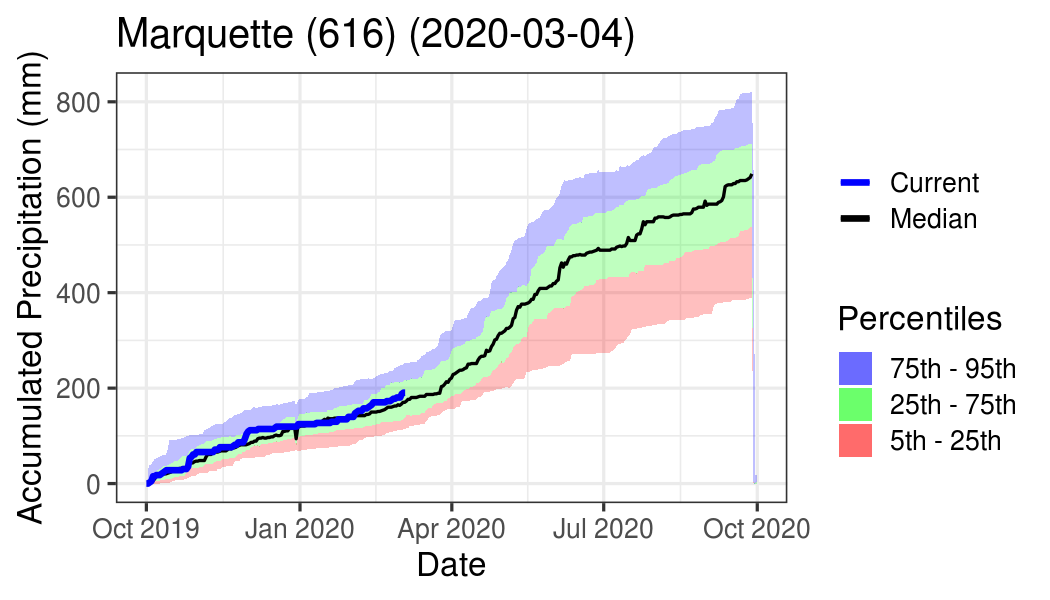 Marquette (616) (2020-03-04)
Accumulated Precipitation (mm)
800
600
400
200
0
Oct 2019
Jan 2020
Apr 2020
Jul 2020
Oct 2020
Date
Current
Median
Percentiles
75th - 95th
25th - 75th
5th - 25th